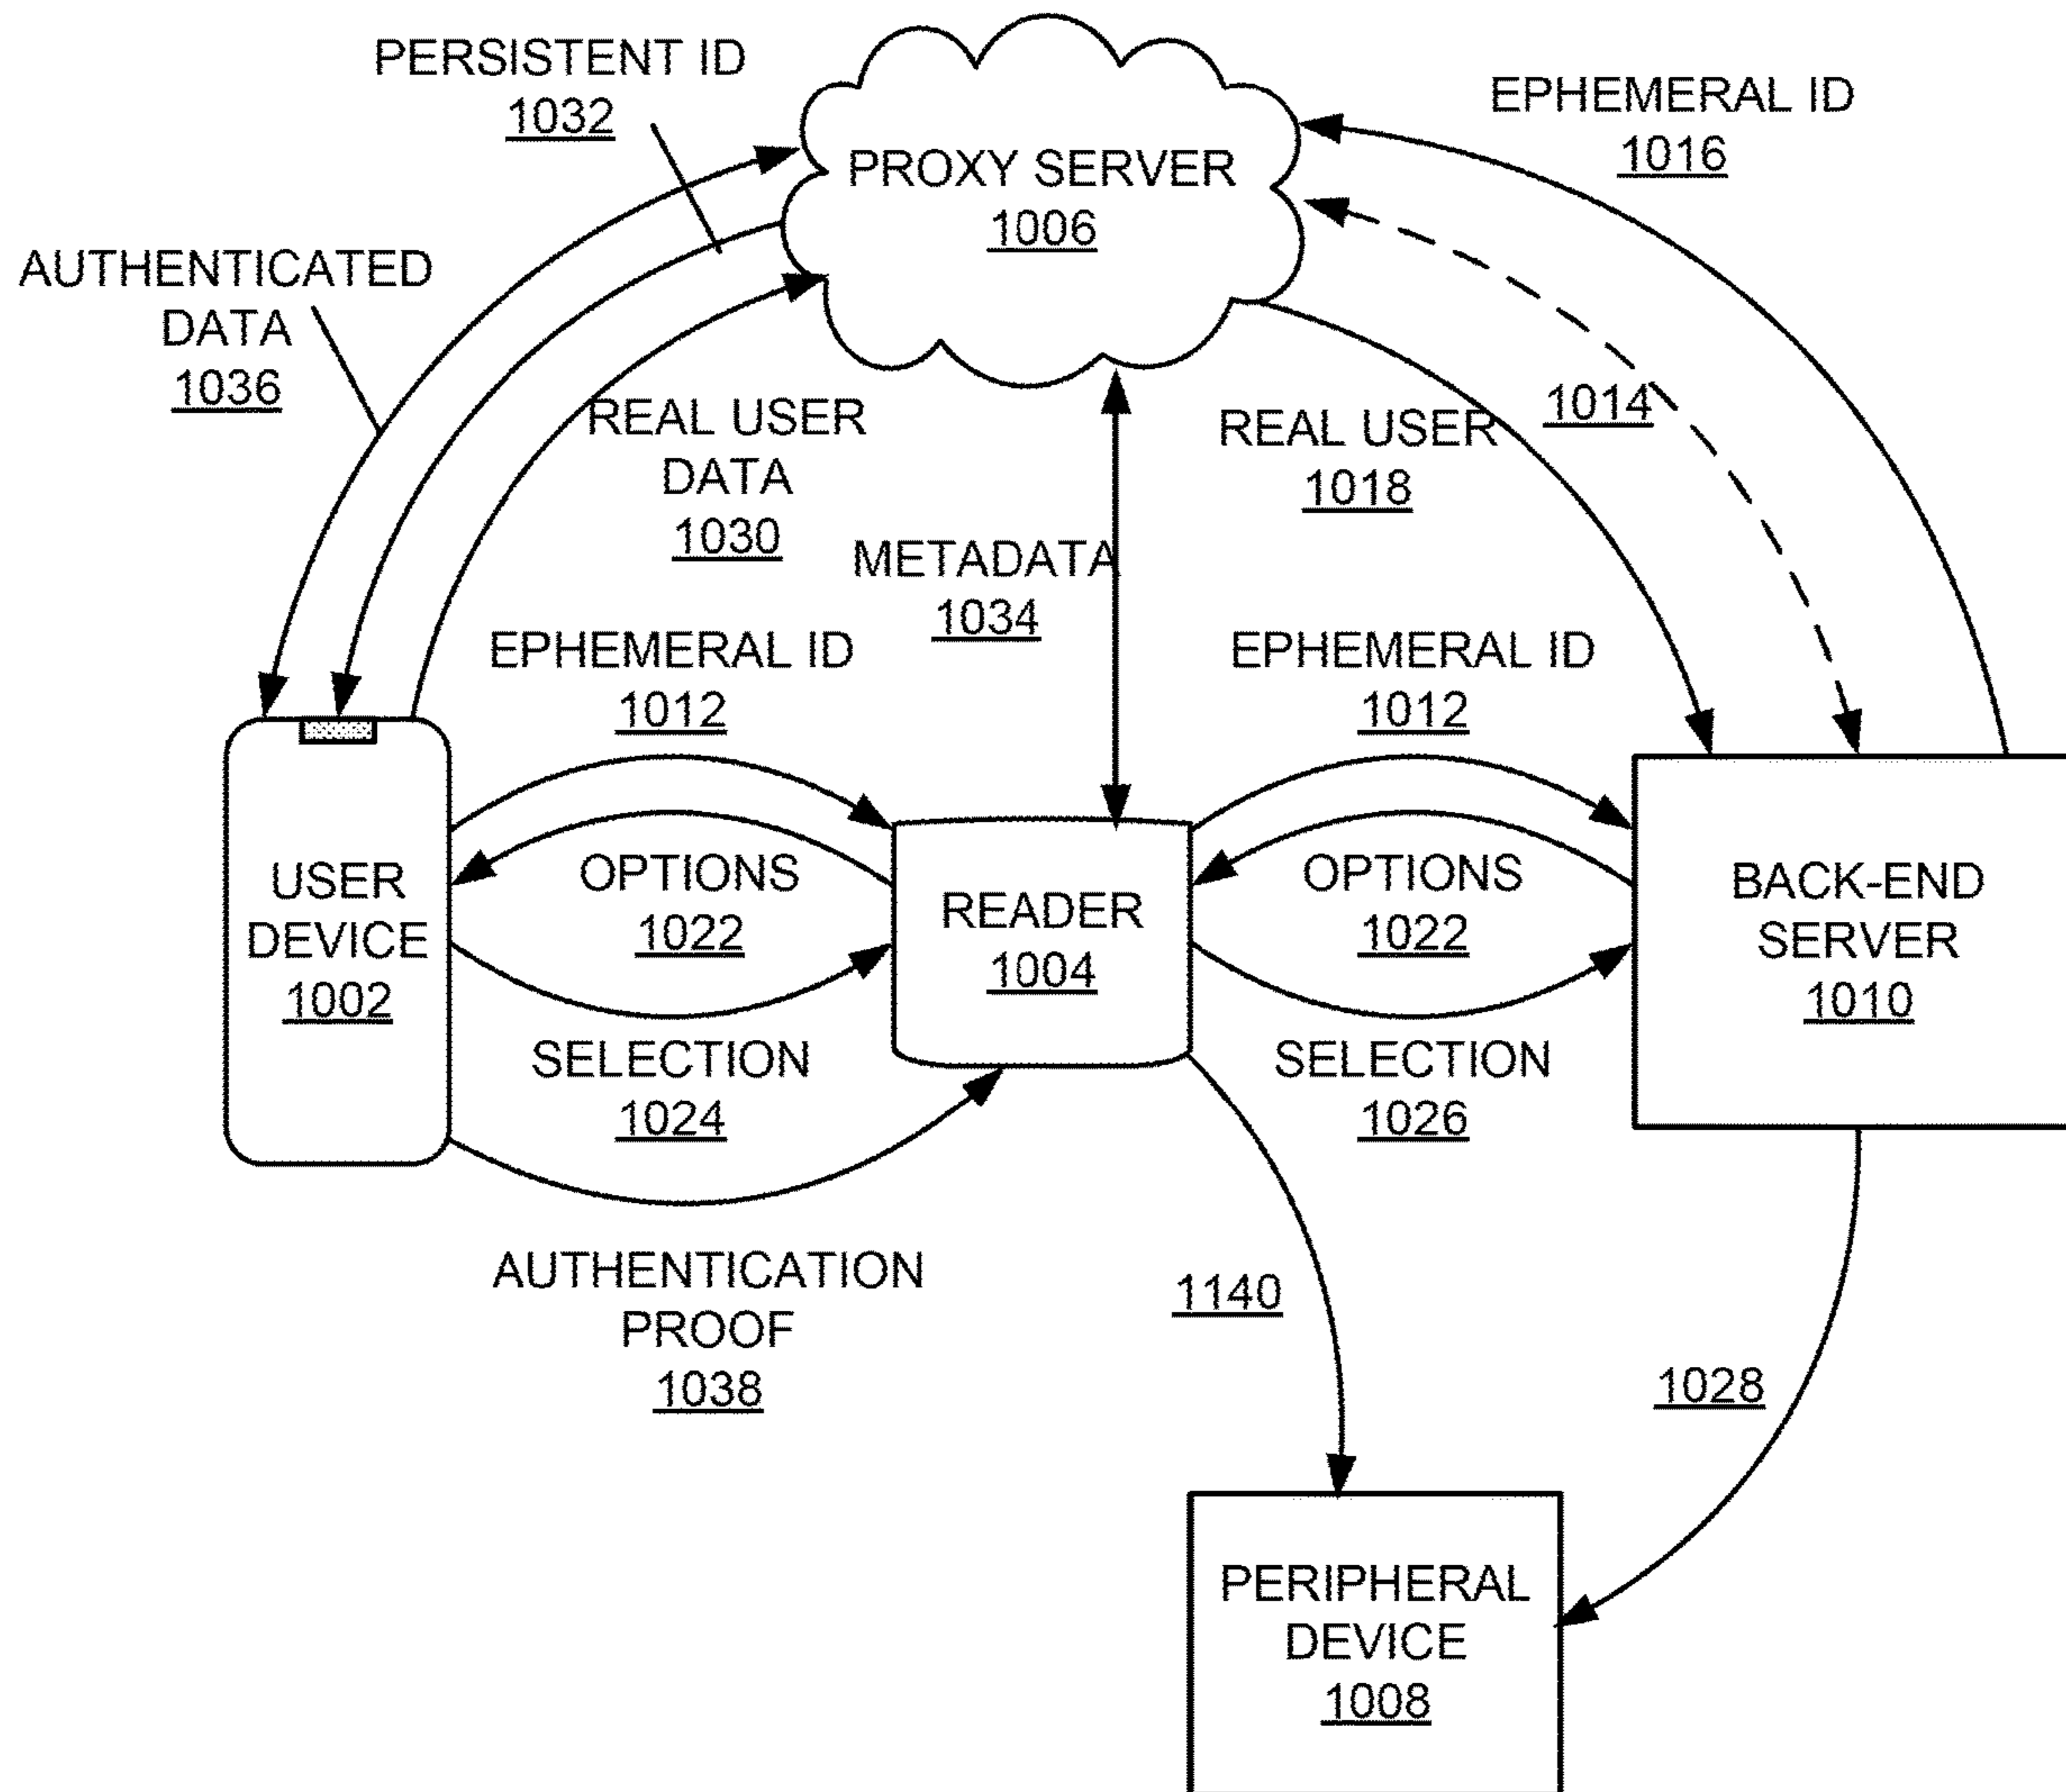 PERSISTENT ID
1032
EPHEMERAL ID
1016
PROXY SERVER
1006
AUTHENTICATED
DATA
1036
REAL USER
DATA
1030
REAL USER
1018
1014
METADATA
1034
EPHEMERAL ID
1012
EPHEMERAL ID
1012
USER
DEVICE
1002
OPTIONS
1022
READER
1004
OPTIONS
1022
BACK-END
SERVER
1010
SELECTION
1024
SELECTION
1026
AUTHENTICATION
PROOF
1038
1140
1028
PERIPHERAL
DEVICE
1008